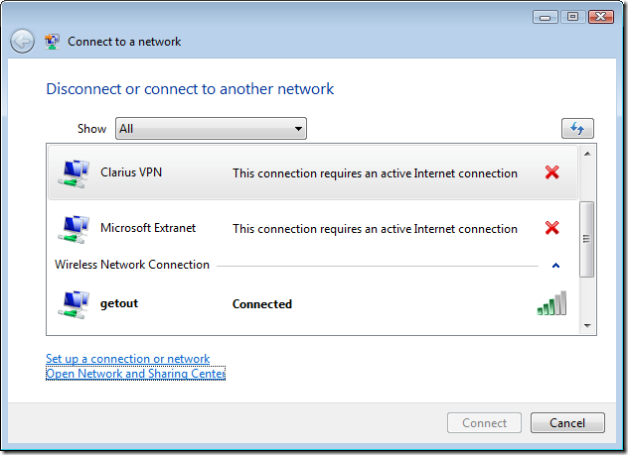 Connect to a network
Disconnect or connect to another network
Show All
Clarius VPN This connection requires an active Internet connection
Microsoft Extranet This connection requires an active Internet connection
Wireless Network Connection
getout Connected
Set up a connection or network
Open Network and Sharing Center
Connect Cancel